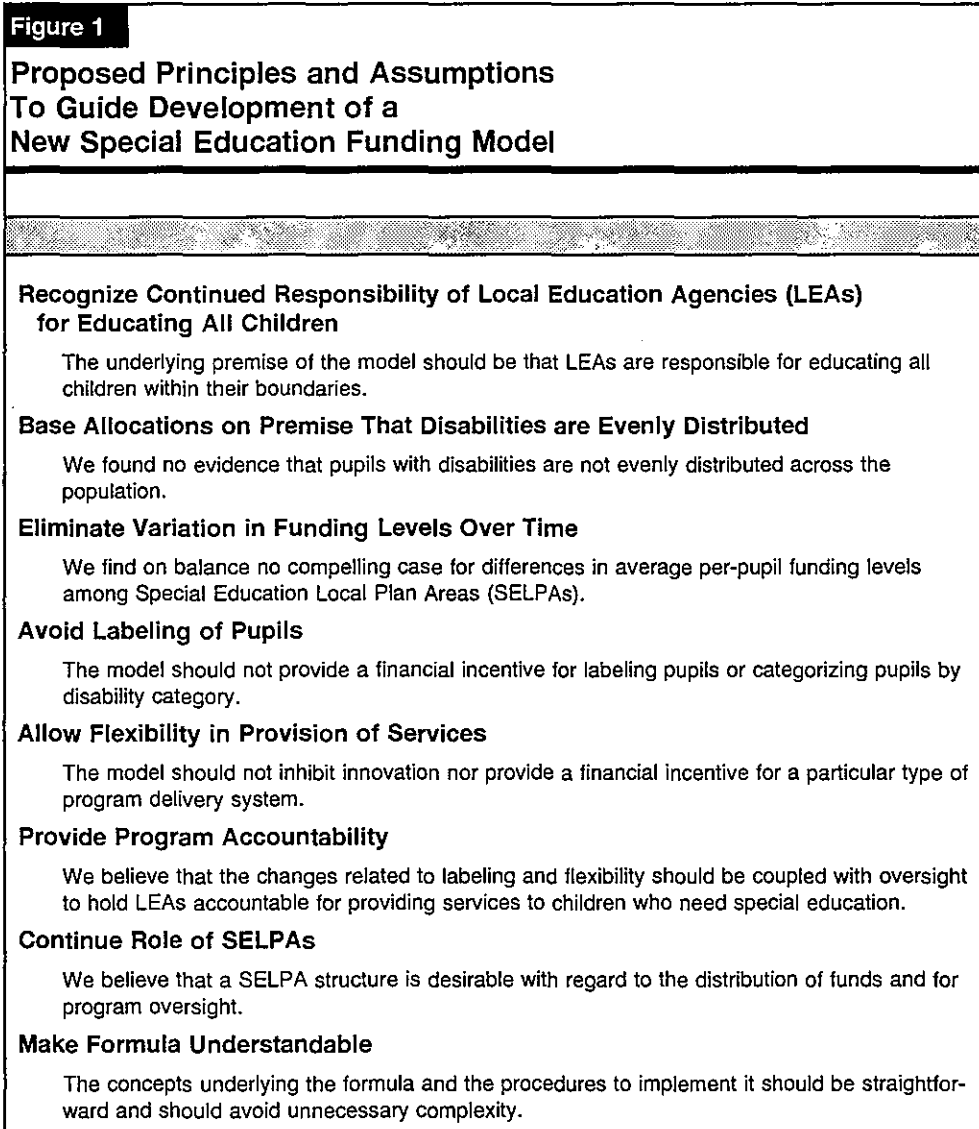 Figure 1
Proposed Principles and Assumptions
To Guide Development of a
New Special Education Funding Model
Recognize Continued Responsibility of Local Education Agencies (LEAs)
for Educating All Children
The underlying premise of the model should be that LEAs are responsible for educating all
children within their boundaries.
Base Allocations on Premise That Disabilities are Evenly Distributed
We found no evidence that pupils with disabilities are not evenly distributed across the
population.
Eliminate Variation in Funding Levels Over Time
We find on balance no compelling case for differences in average per-pupil funding levels
among Special Education Local Plan Areas (SELPAs).
Avoid Labeling of Pupils
The model should not provide a financial incentive for labeling pupils or categorizing pupils by
disability category.
Allow Flexibility in Provision of Services
The model should not inhibit innovation nor provide a financial incentive for a particular type of
program delivery system.
Provide Program Accountability
We believe that the changes related to labeling and flexibility should be coupled with oversight
to hold LEAs accountable for providing services to children who need special education.
Continue Role of SELPAs
We believe that a SELPA structure is desirable with regard to the distribution of funds and for
program oversight.
Make Formula Understandable
The concepts underlying the formula and the procedures to implement it should be straightfor-
ward and should avoid unnecessary complexity.